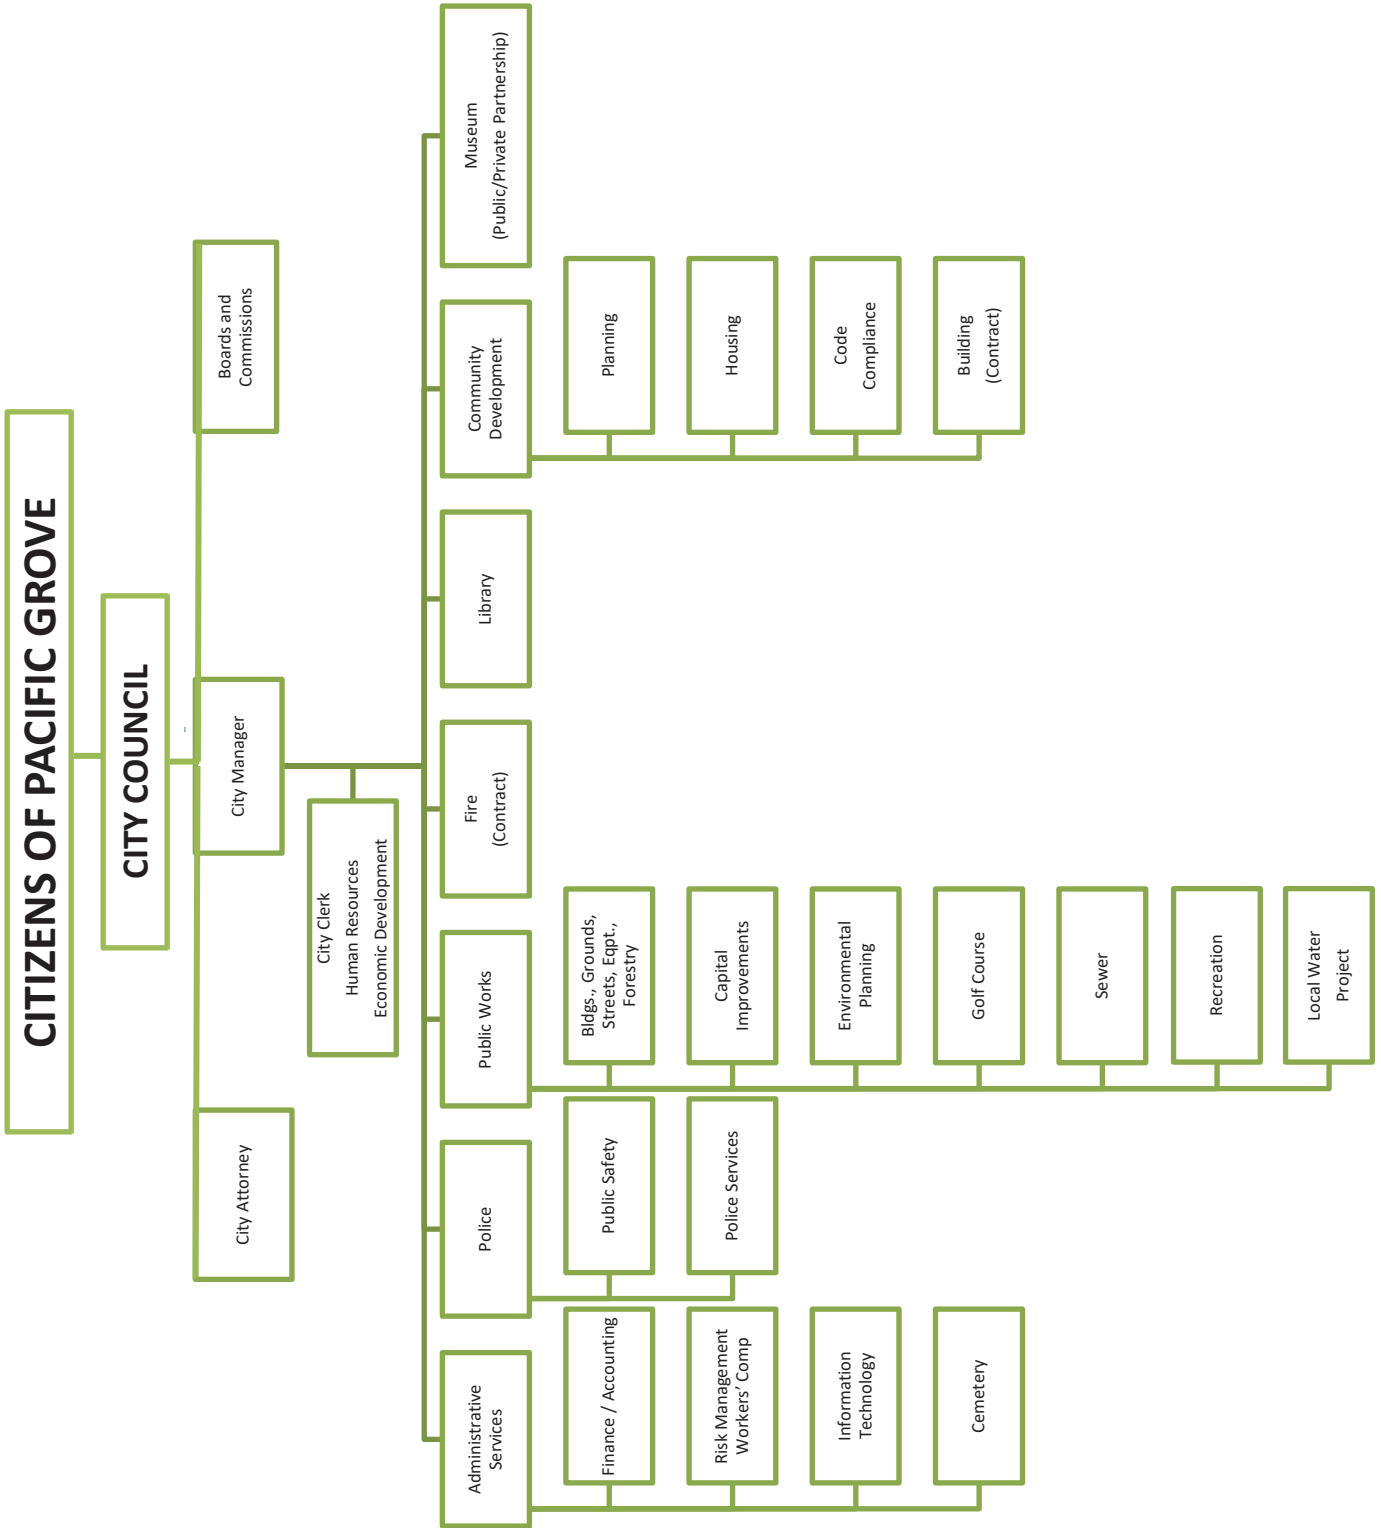 CITIZENS OF PACIFIC GROVE
CITY COUNCIL
-
City Attorney
City Manager
Boards and
Commissions
City Clerk
Human Resources
Economic Development
Administrative
Services
Finance / Accounting
Risk Management
Workers’ Comp
Information
Technology
Cemetery
Police
Public Safety
Police Services
Public Works
Bldgs., Grounds,
Streets, Eqpt.,
Forestry
Capital
Improvements
Environmental
Planning
Golf Course
Sewer
Recreation
Local Water
Project
Fire
(Contract)
Library
Community
Development
Planning
Housing
Code
Compliance
Building
(Contract)
Museum
(Public/Private Partnership)